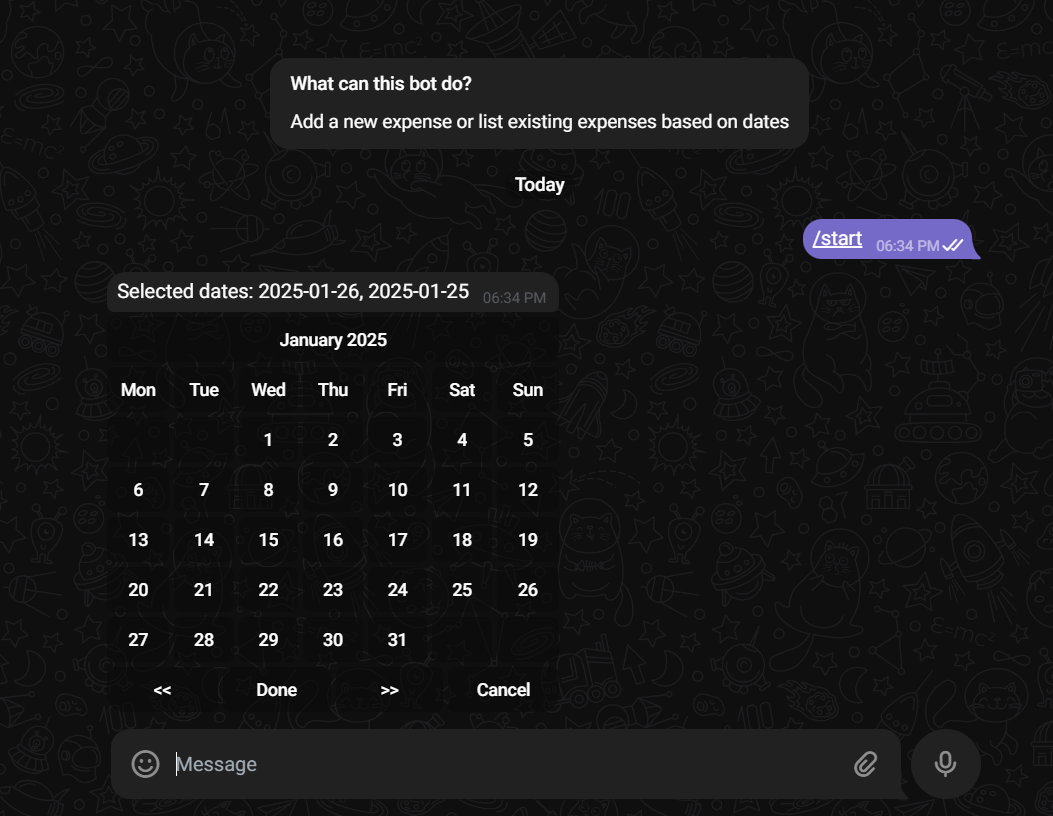 What can this bot do?
Add a new expense or list existing expenses based on dates
Today
/start 06:34 PM
Selected dates: 2025-01-26, 2025-01-25 06:34 PM
January 2025
Mon Tue Wed Thu Fri Sat Sun
1 2 3 4 5
6 7 8 9 10 11 12
13 14 15 16 17 18 19
20 21 22 23 24 25 26
27 28 29 30 31
<< Done >> Cancel
Message